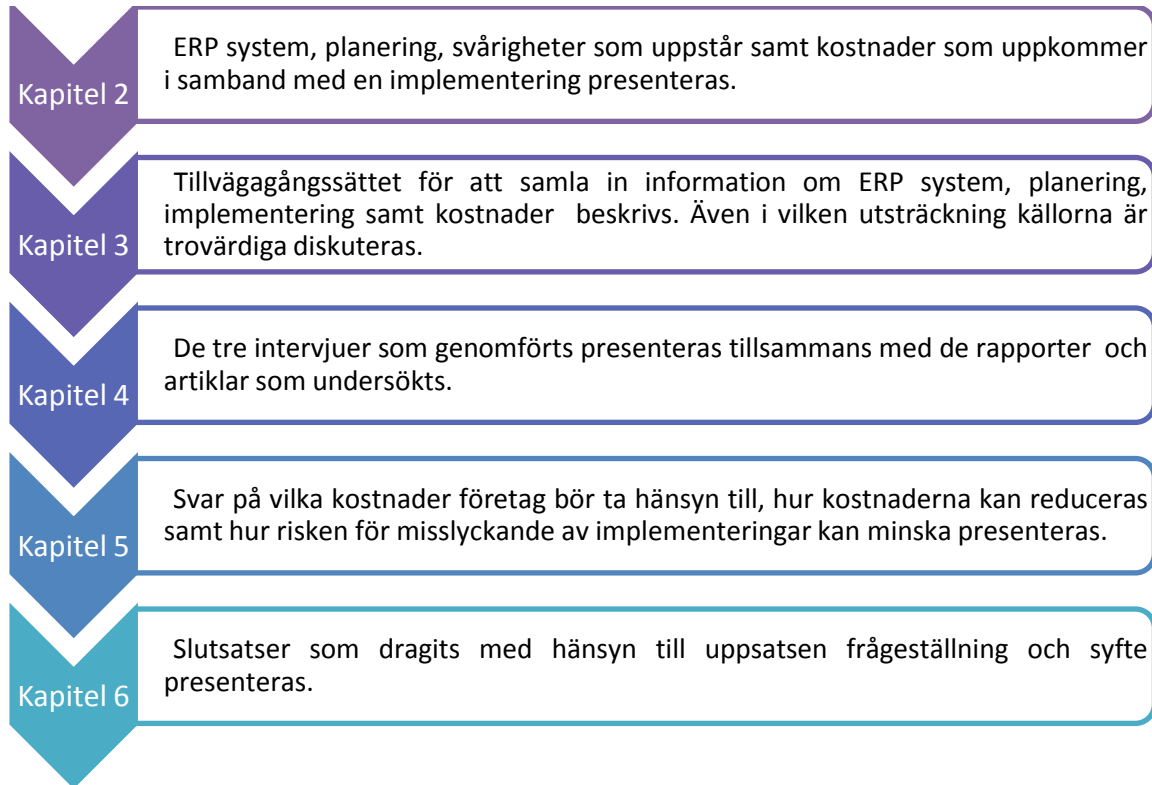 Kapitel 2
ERP system, planering, svårigheter som uppstår samt kostnader som uppkommer
i samband med en implementering presenteras.
Kapitel 3
Tillvägagångssättet för att samla in information om ERP system, planering,
implementering samt kostnader beskrivs. Även i vilken utsträckning källorna är
trovärdiga diskuteras.
Kapitel 4
De tre intervjuer som genomförts presenteras tillsammans med de rapporter och
artiklar som undersökts.
Kapitel 5
Svar på vilka kostnader företag bör ta hänsyn till, hur kostnaderna kan reduceras
samt hur risken för misslyckande av implementeringar kan minska presenteras.
Kapitel 6
Slutsatser som dragits med hänsyn till uppsatsen frågeställning och syfte
presenteras.